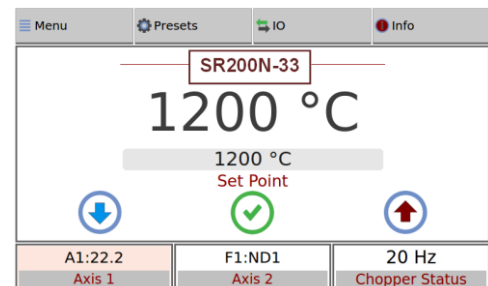 Menu Presets IO Info
SR200N-33
1200 °C
1200 °C
Set Point
A1:22.2 F1:ND1 20 Hz
Axis 1 Axis 2 Chopper Status